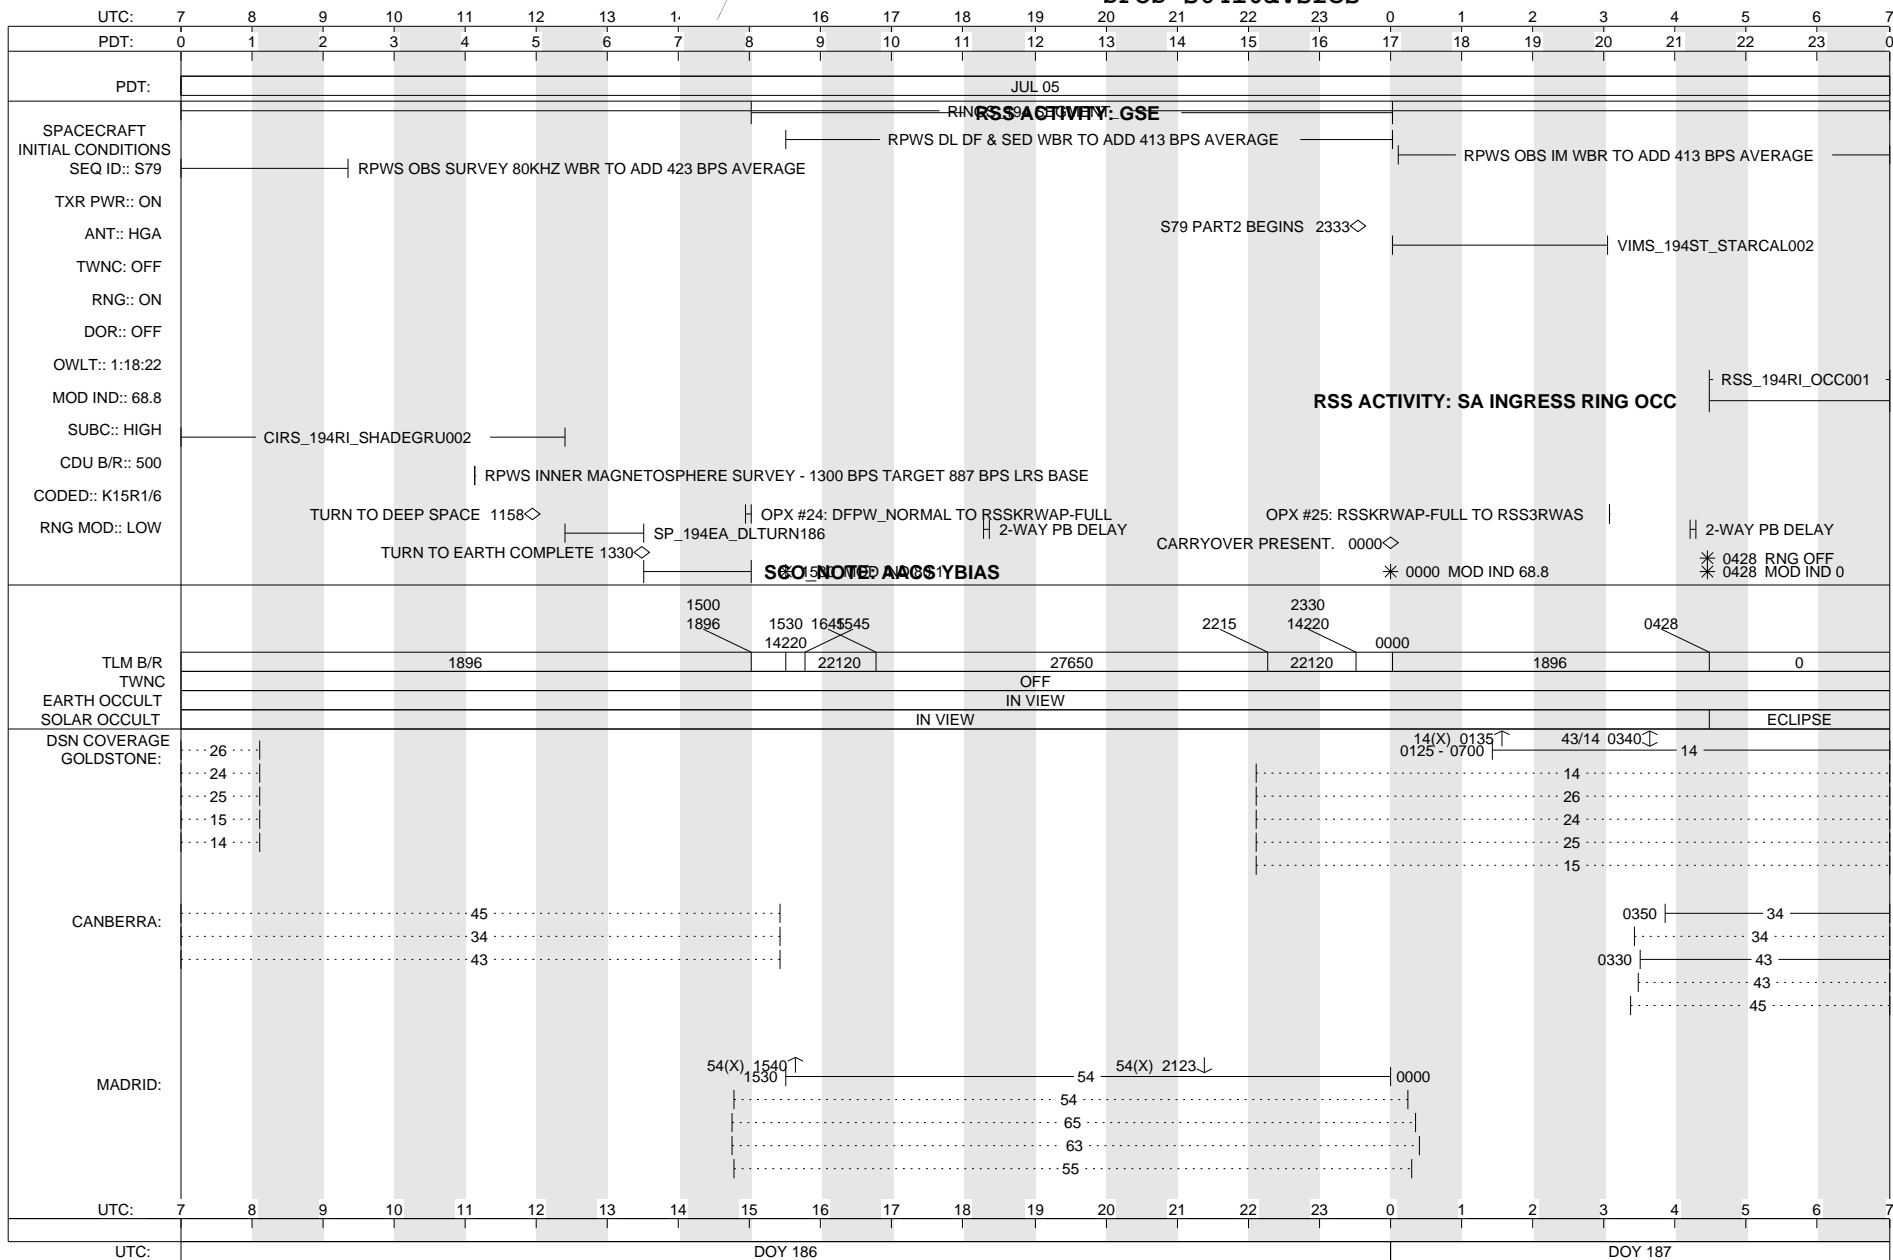 UTC: 7 8 9 10 11 12 13 16 17 18 19 20 21 22 23 0 1 2 3 4 5 6 7
PDT: 0 1 2 3 4 5 6 7 8 9 10 11 12 13 14 15 16 17 18 19 20 21 22 23 0
PDT: JUL 05
RSS ACTIVITY: GSE
SPACECRAFT
INITIAL CONDITIONS
RPWS DL DF & SED WBR TO ADD 413 BPS AVERAGE
RPWS OBS IM WBR TO ADD 413 BPS AVERAGE
SEQ ID:: S79
RPWS OBS SURVEY 80KHZ WBR TO ADD 423 BPS AVERAGE
TXR PWR:: ON
S79 PART2 BEGINS 2333
ANT:: HGA
VIMS_194ST_STARCAL002
TWNC: OFF
RNG:: ON
DOR:: OFF
OWLT:: 1:18:22
RSS_194RI_OCC001
MOD IND:: 68.8
RSS ACTIVITY: SA INGRESS RING OCC
SUBC:: HIGH
CIRS_194RI_SHADEGRU002
CDU B/R:: 500
RPWS INNER MAGNETOSPHERE SURVEY - 1300 BPS TARGET 887 BPS LRS BASE
CODED:: K15R1/6
TURN TO DEEP SPACE 1158
OPX #24: DFPW_NORMAL TO RSSKRWAP-FULL
OPX #25: RSSKRWAP-FULL TO RSS3RWAS
RNG MOD:: LOW
SP_194EA_DLTURN186
2-WAY PB DELAY
2-WAY PB DELAY
TURN TO EARTH COMPLETE 1330
CARRYOVER PRESENT. 0000
0428 RNG OFF
SCO_NOTE: AACS YBIAS
0000 MOD IND 68.8
0428 MOD IND 0
1500 2330
1896 1530 1645 1545 2215 14220 0428
14220 0000
TLM B/R 1896 22120 27650 22120 1896 0
TWNC OFF
EARTH OCCULT IN VIEW
SOLAR OCCULT IN VIEW ECLIPSE
DSN COVERAGE
GOLDSTONE:
14(X) 0135 43/14 0340
26 0125 - 0700 14
24 14
25 26
15 24
14 25
15
CANBERRA:
45 0350 34
34 34
43 0330 43
43
45
MADRID:
54(X) 1540 54(X) 2123
1530 54 0000
54
65
63
55
UTC: 7 8 9 10 11 12 13 14 15 16 17 18 19 20 21 22 23 0 1 2 3 4 5 6 7
UTC: DOY 186 DOY 187